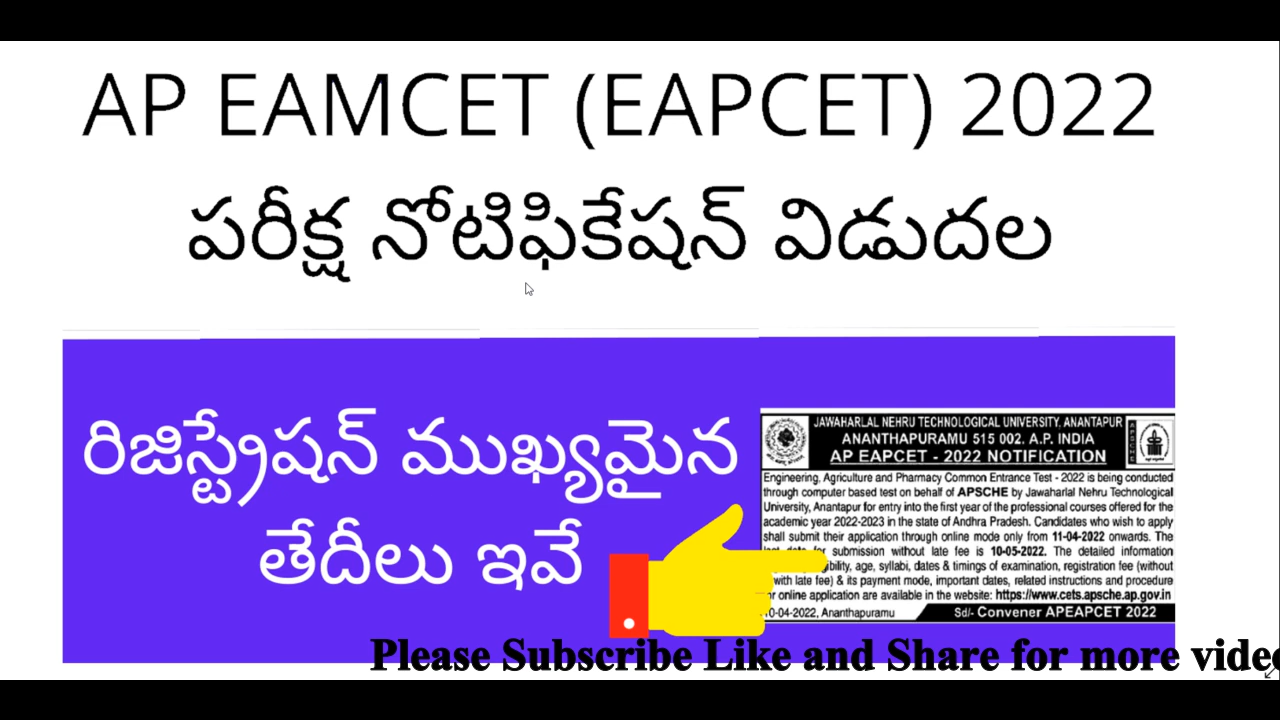 AP EAMCET (EAPCET) 2022
పరీక్ష నోటిఫికేషన్ విడుదల
రిజిస్ట్రేషన్ ముఖ్యమైన
తేదీలు ఇవే
JAWAHARLAL NEHRU TECHNOLOGICAL UNIVERSITY, ANANTAPUR
ANANTHAPURAMU 515 002. A.P. INDIA
AP EAPCET - 2022 NOTIFICATION
Engineering, Agriculture and Pharmacy Common Entrance Test - 2022 is being conducted
through computer based test on behalf of APSCHE by Jawaharlal Nehru Technological
University, Anantapur for entry into the first year of the professional courses offered for the
academic year 2022-2023 in the state of Andhra Pradesh. Candidates who wish to apply
shall submit their application through online mode only from 11-04-2022 onwards. The
for submission without late fee is 10-05-2022. The detailed information
age, syllabi, dates & timings of examination, registration fee (without
with late fee) & its payment mode, important dates, related instructions and procedure
online application are available in the website: https://www.cets.apsche.ap.gov.in
10-04-2022, Ananthapuramu Sd/- Convener APEAPCET 2022
Please Subscribe Like and Share for more vide